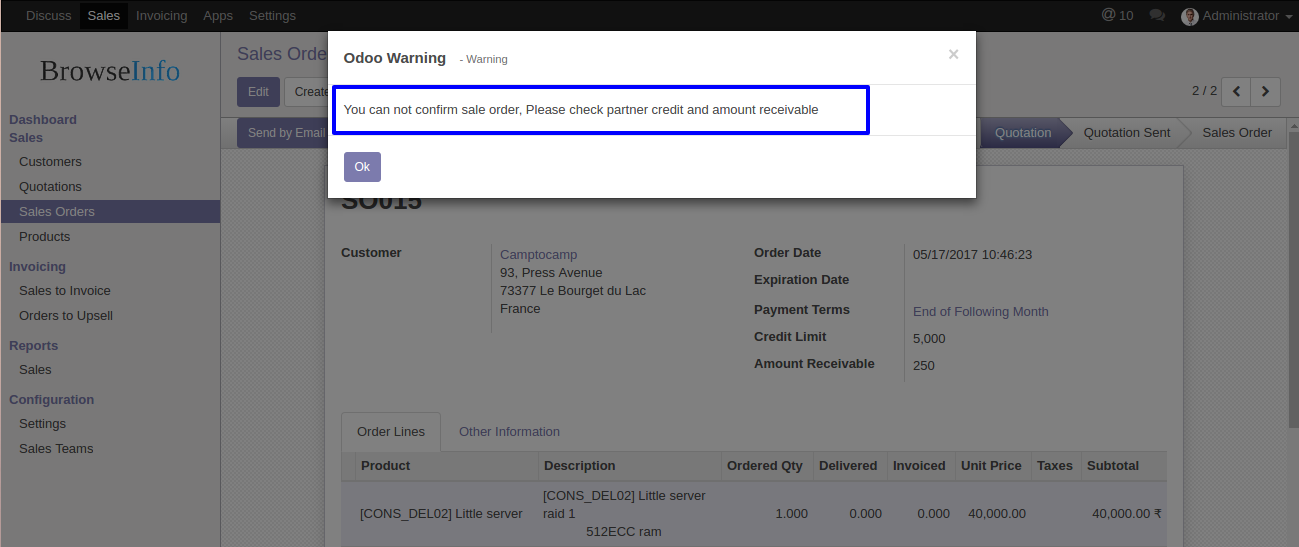 Discuss Sales Invoicing Apps Settings @ 10 Administrator
BrowseInfo
Dashboard
Sales
Customers
Quotations
Sales Orders
Products
Invoicing
Sales to Invoice
Orders to Upsell
Reports
Sales
Configuration
Settings
Sales Teams
Sales Orde
Edit Create
2 / 2
Send by Email
Quotation Quotation Sent Sales Order
Odoo Warning - Warning ×
You can not confirm sale order, Please check partner credit and amount receivable
Ok
SO015
Customer
Camptocamp
93, Press Avenue
73377 Le Bourget du Lac
France
Order Date 05/17/2017 10:46:23
Expiration Date
Payment Terms End of Following Month
Credit Limit 5,000
Amount Receivable 250
Order Lines Other Information
Product Description Ordered Qty Delivered Invoiced Unit Price Taxes Subtotal
[CONS_DEL02] Little server
[CONS_DEL02] Little server
raid 1
512ECC ram
1.000 0.000 0.000 40,000.00 40,000.00 ₹